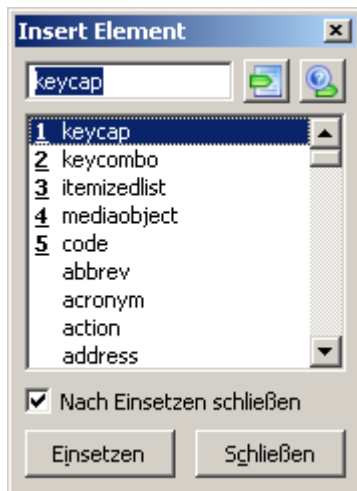 Insert Element
keycap
1 keycap
2 keycombo
3 itemizedlist
4 mediaobject
5 code
abbrev
acronym
action
address
Nach Einsetzen schließen
Einsetzen Schließen